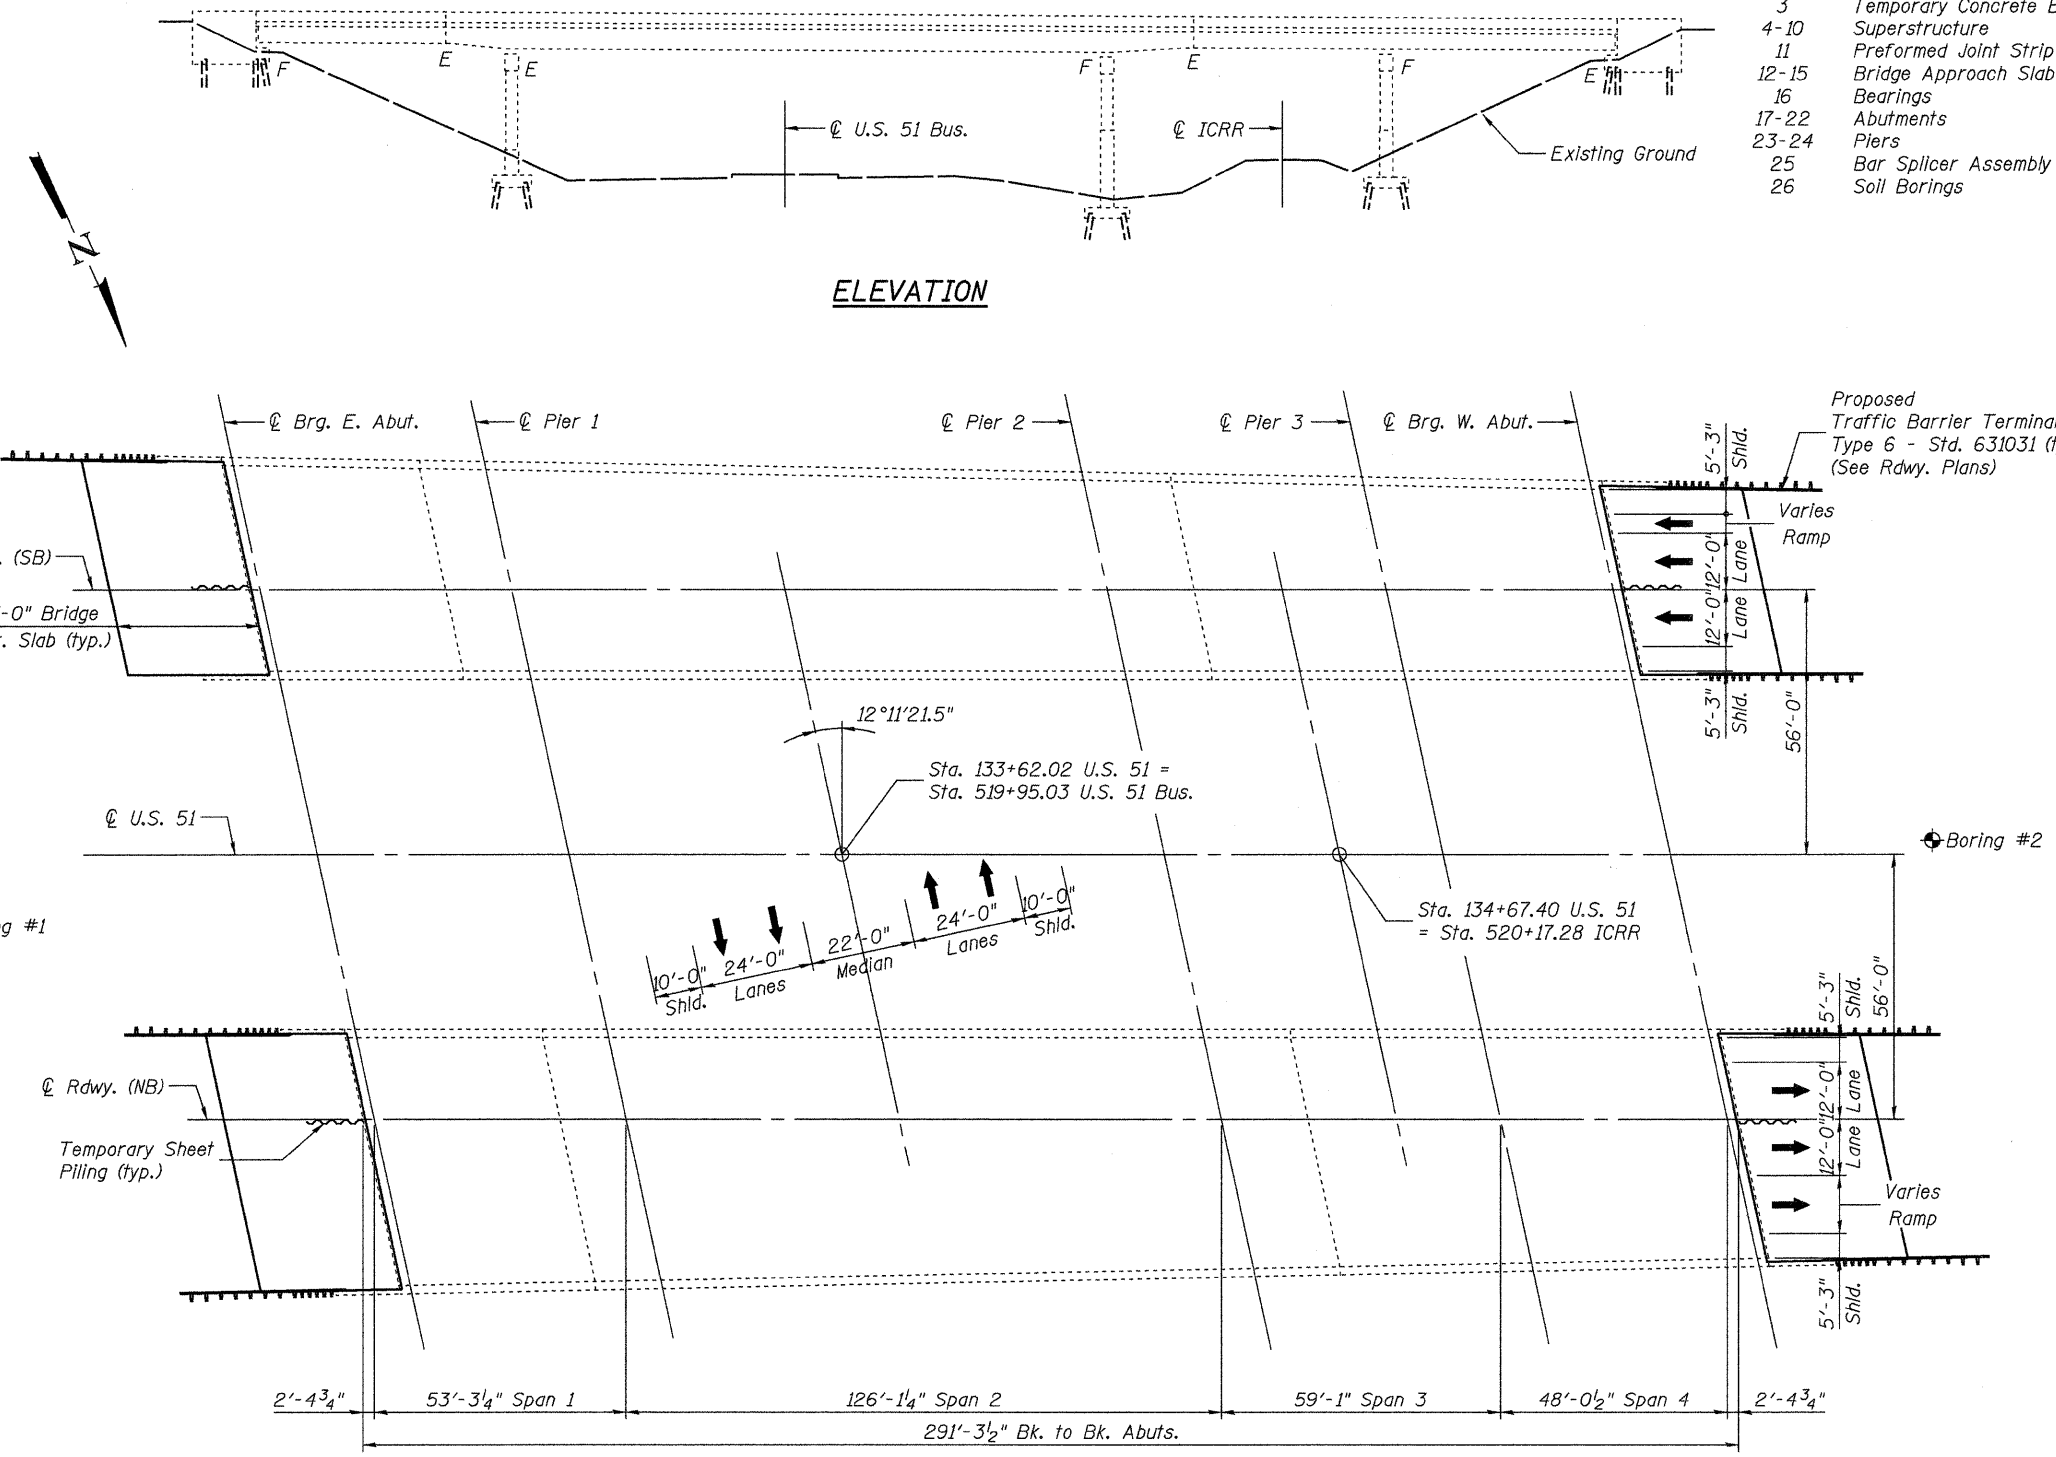 3 Temporary Concrete
4-10 Superstructure
11 Preformed Joint Strip
12-15 Bridge Approach Slab
16 Bearings
17-22 Abutments
23-24 Piers
25 Bar Splicer Assembly
26 Soil Borings
F
E
E
F
E
F
E
℄ U.S. 51 Bus.
℄ ICRR
Existing Ground
N
ELEVATION
℄ Brg. E. Abut.
℄ Pier 1
℄ Pier 2
℄ Pier 3
℄ Brg. W. Abut.
Proposed
Traffic Barrier Terminal
Type 6 - Std. 631031
(See Rdwy. Plans)
5'-3"
Shld.
Varies
Ramp
12'-0"
Lane
12'-0"
Lane
5'-3"
Shld.
56'-0"
(SB)
-0" Bridge
Slab (typ.)
12°11'21.5"
Sta. 133+62.02 U.S. 51 =
Sta. 519+95.03 U.S. 51 Bus.
℄ U.S. 51
Boring #2
#1
10'-0"
Shld.
24'-0"
Lanes
22'-0"
Median
24'-0"
Lanes
10'-0"
Shld.
Sta. 134+67.40 U.S. 51
= Sta. 520+17.28 ICRR
℄ Rdwy. (NB)
Temporary Sheet
Piling (typ.)
5'-3"
Shld.
56'-0"
12'-0"
Lane
12'-0"
Lane
Varies
Ramp
5'-3"
Shld.
2'-4¾"
53'-3¼" Span 1
126'-1¼" Span 2
59'-1" Span 3
48'-0½" Span 4
2'-4¾"
291'-3½" Bk. to Bk. Abuts.